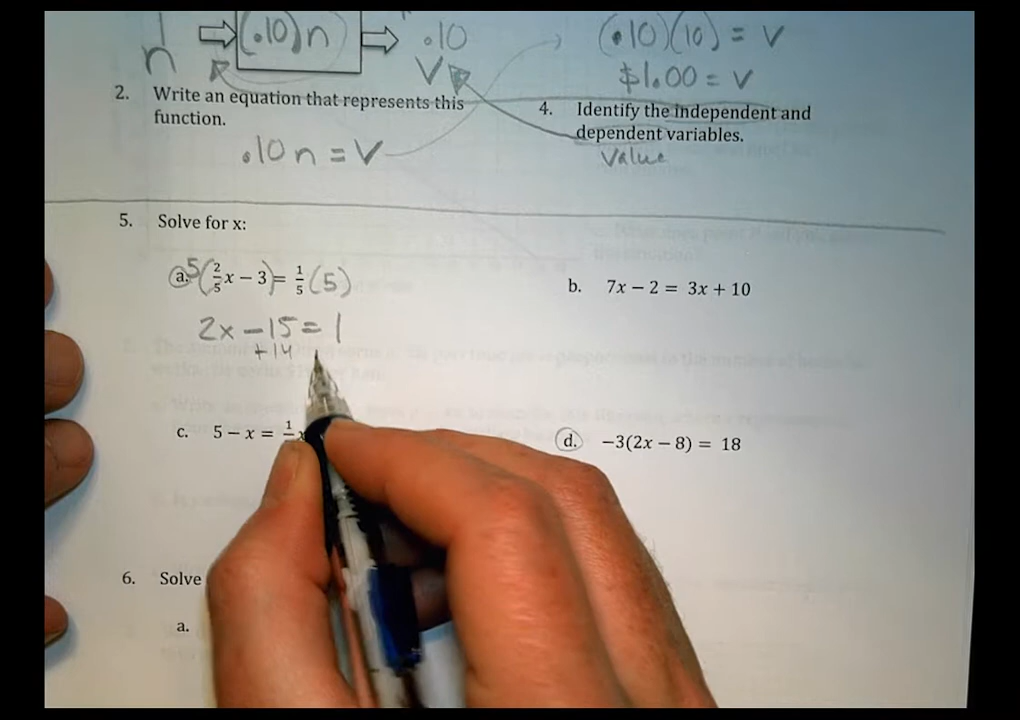 n (.10)n .10
V
(.10)(10) = V
$1.00 = V
2. Write an equation that represents this
function.
.10n = V
4. Identify the independent and
dependent variables.
Value
5. Solve for x:
a. 5(2/5 x − 3) = 1/5 (5)
2x − 15 = 1
+14
b. 7x − 2 = 3x + 10
c. 5 − x = 1
d. −3(2x − 8) = 18
6. Solve
a.